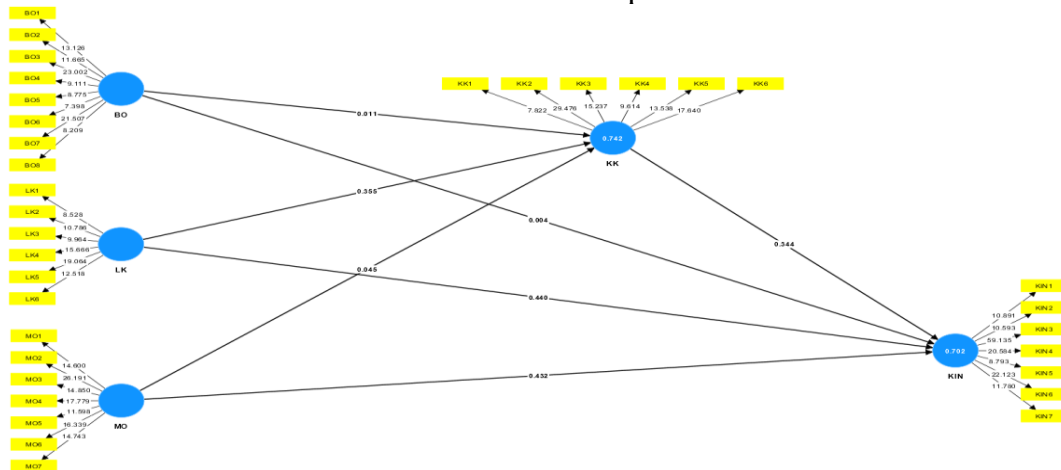 BO1
BO2
BO3
BO4
BO5
BO6
BO7
BO8
13.126
11.665
23.002
9.111
8.775
7.398
21.507
8.209
BO
LK1
LK2
LK3
LK4
LK5
LK6
8.528
10.786
9.964
15.666
19.064
12.518
LK
MO1
MO2
MO3
MO4
MO5
MO6
MO7
14.600
26.191
14.850
17.779
11.598
16.339
14.743
MO
KK1
KK2
KK3
KK4
KK5
KK6
7.822
29.476
15.237
9.614
13.538
17.640
0.742
KK
0.011
0.355
0.045
0.004
0.440
0.452
0.344
KIN1
KIN2
KIN3
KIN4
KIN5
KIN6
KIN7
10.891
10.593
59.135
20.584
8.793
22.123
11.780
0.702
KIN